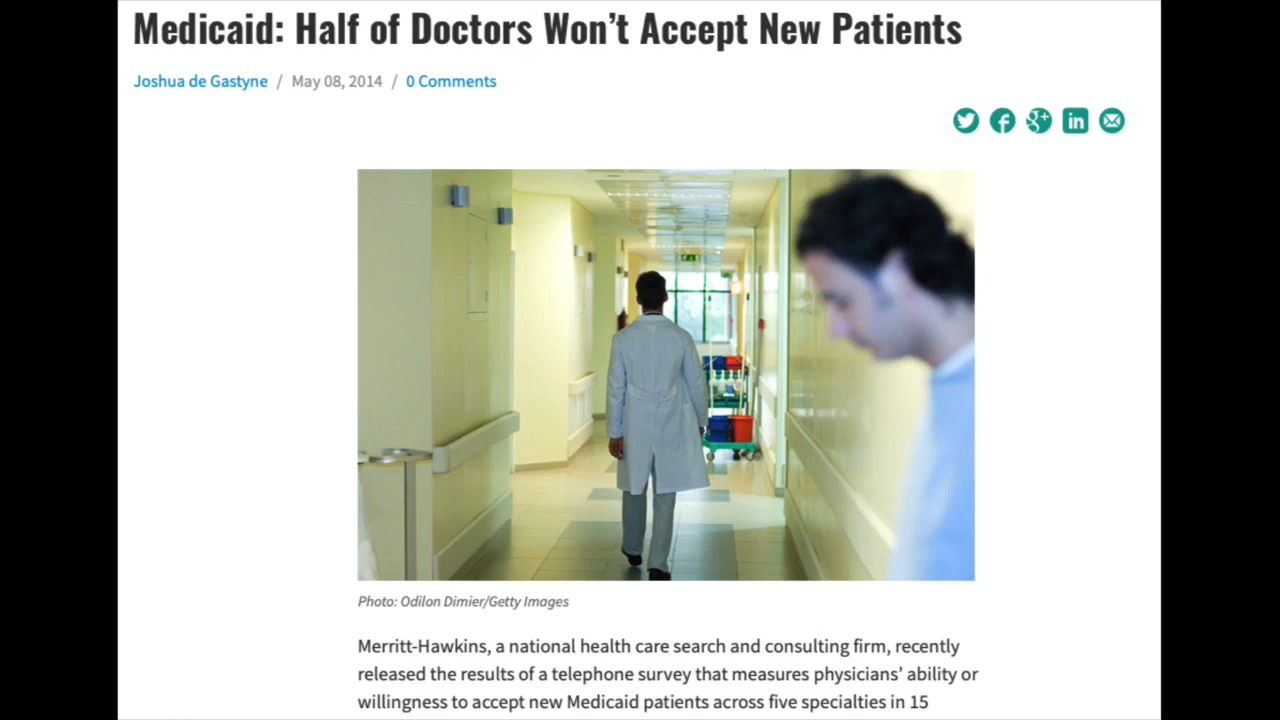 Medicaid: Half of Doctors Won’t Accept New Patients
Joshua de Gastyne / May 08, 2014 / 0 Comments
Photo: Odilon Dimier/Getty Images
Merritt-Hawkins, a national health care search and consulting firm, recently
released the results of a telephone survey that measures physicians’ ability or
willingness to accept new Medicaid patients across five specialties in 15